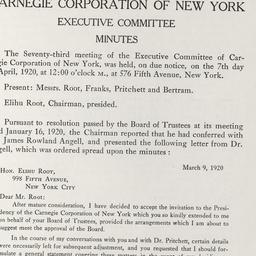 CARNEGIE CORPORATION OF NEW YORK
EXECUTIVE COMMITTEE
MINUTES
The Seventy-third meeting of the Executive Committee of Car-
gie Corporation of New York was held, on due notice, on the 7th day
April, 1920, at 12:00 o'clock M., at 576 Fifth Avenue, New York.
Present: Messrs. Root, Franks, Pritchett and Bertram.
Elihu Root, Chairman, presided.
Pursuant to resolution passed by the Board of Trustees at its meeting
d January 16, 1920, the Chairman reported that he had conferred with
James Rowland Angell, and presented the following letter from Dr.
gell, which was ordered spread upon the minutes:
March 9, 1920
HON. ELIHU ROOT,
998 FIFTH AVENUE,
NEW YORK CITY
Dear Mr. Root:
After mature consideration, I have decided to accept the invitation to the Presi-
dency of the Carnegie Corporation of New York which you so kindly extended to me
on behalf of your Board of Trustees, provided the arrangements which I am about to
suggest meet the approval of the Board.
In the course of my conversations with you and with Dr. Pritchett, certain details
were necessarily left for subsequent adjustment, and you requested that I should for-
mulate a general statement covering these matters in the